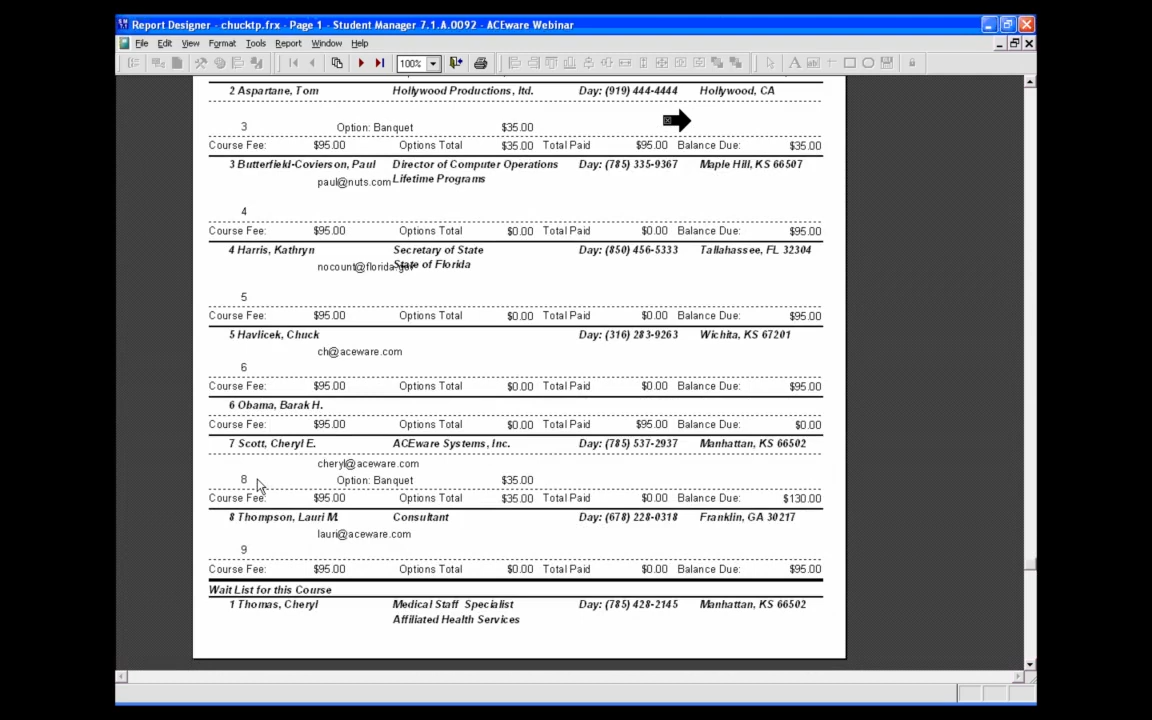 Report Designer - chucktp.frx - Page 1 - Student Manager 7.1.A.0092 - ACEware Webinar
File Edit View Format Tools Report Window Help
100%
2 Aspartane, Tom Hollywood Productions, ltd. Day: (919) 444-4444 Hollywood, CA
3 Option: Banquet $35.00
Course Fee: $95.00 Options Total $35.00 Total Paid $95.00 Balance Due: $35.00
3 Butterfield-Covierson, Paul Director of Computer Operations Day: (785) 335-9367 Maple Hill, KS 66507
paul@nuts.com Lifetime Programs
4
Course Fee: $95.00 Options Total $0.00 Total Paid $0.00 Balance Due: $95.00
4 Harris, Kathryn Secretary of State Day: (850) 456-5333 Tallahassee, FL 32304
nocount@florida-gov State of Florida
5
Course Fee: $95.00 Options Total $0.00 Total Paid $0.00 Balance Due: $95.00
5 Havlicek, Chuck Day: (316) 283-9263 Wichita, KS 67201
ch@aceware.com
6
Course Fee: $95.00 Options Total $0.00 Total Paid $0.00 Balance Due: $95.00
6 Obama, Barak H.
Course Fee: $95.00 Options Total $0.00 Total Paid $95.00 Balance Due: $0.00
7 Scott, Cheryl E. ACEware Systems, Inc. Day: (785) 537-2937 Manhattan, KS 66502
cheryl@aceware.com
8 Option: Banquet $35.00
Course Fee: $95.00 Options Total $35.00 Total Paid $0.00 Balance Due: $130.00
8 Thompson, Lauri M. Consultant Day: (678) 228-0318 Franklin, GA 30217
lauri@aceware.com
9
Course Fee: $95.00 Options Total $0.00 Total Paid $0.00 Balance Due: $95.00
Wait List for this Course
1 Thomas, Cheryl Medical Staff Specialist Day: (785) 428-2145 Manhattan, KS 66502
Affiliated Health Services